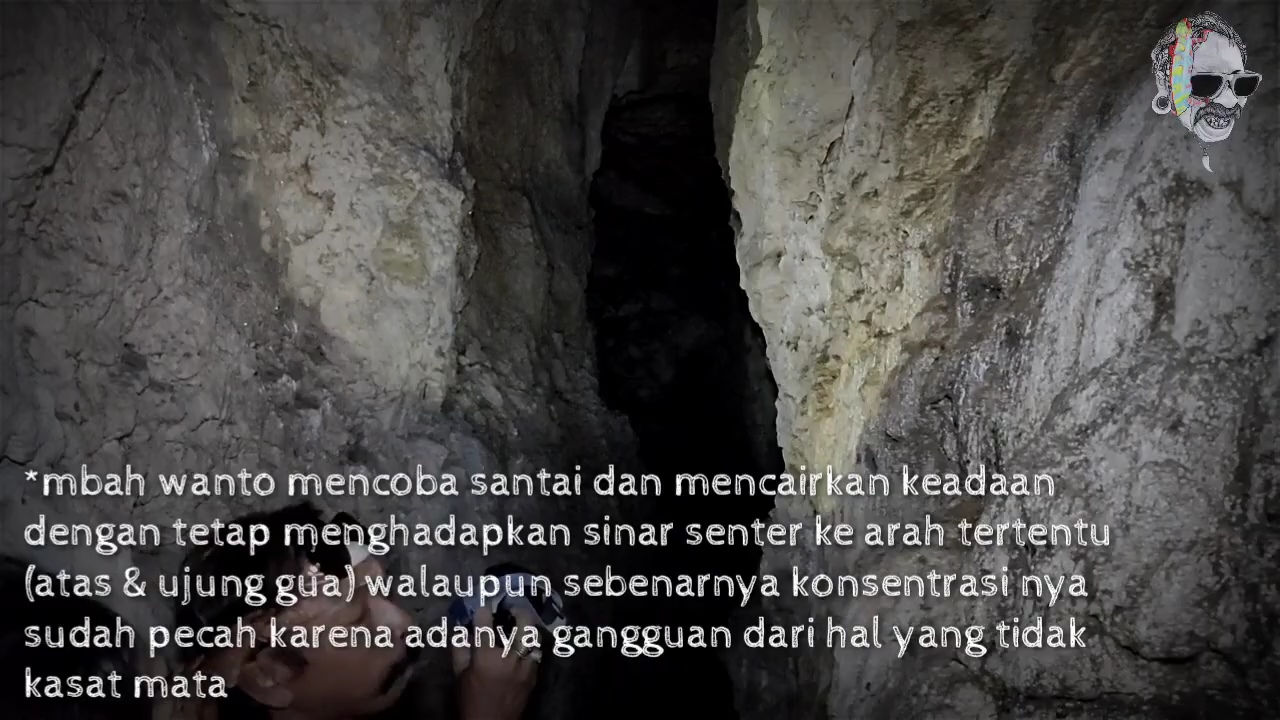 *mbah wanto mencoba santai dan mencairkan keadaan
dengan tetap menghadapkan sinar senter ke arah tertentu
(atas & ujung gua) walaupun sebenarnya konsentrasi nya
sudah pecah karena adanya gangguan dari hal yang tidak
kasat mata